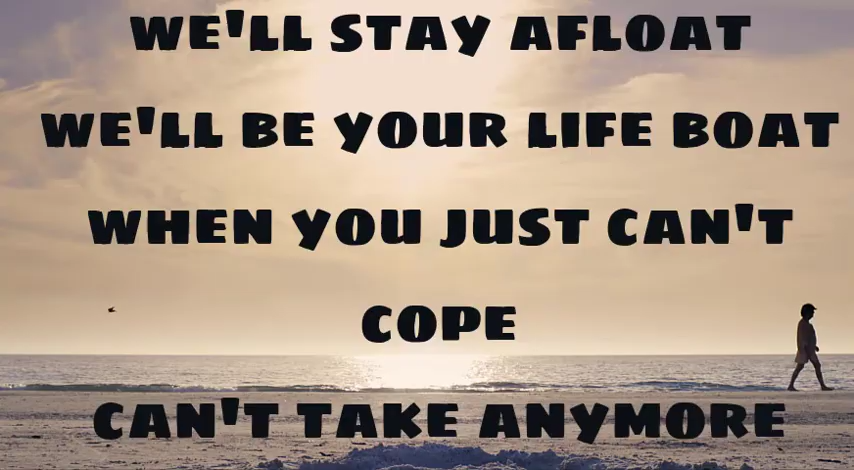 WE'LL STAY AFLOAT
WE'LL BE YOUR LIFE BOAT
WHEN YOU JUST CAN'T
COPE
CAN'T TAKE ANYMORE